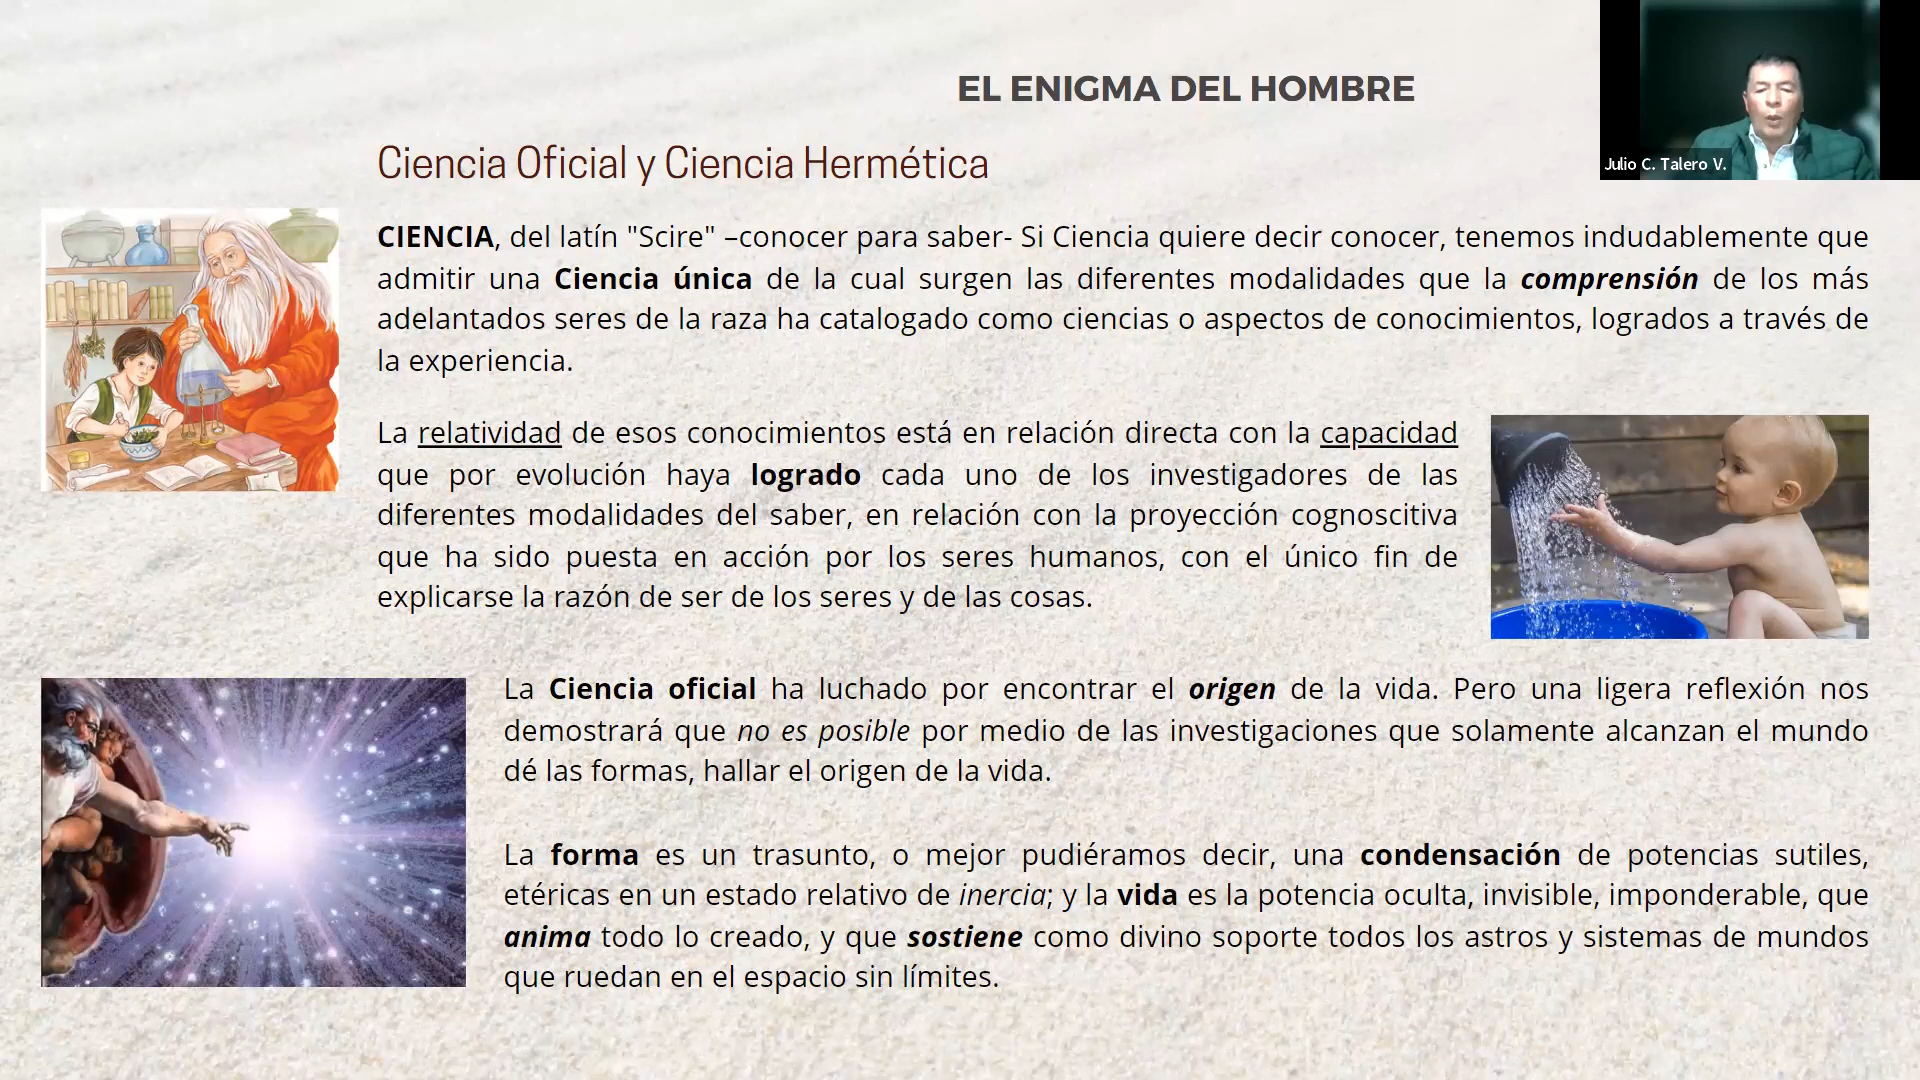 EL ENIGMA DEL HOMBRE
Julio C. Talero V.
Ciencia Oficial y Ciencia Hermética
CIENCIA, del latín "Scire" –conocer para saber- Si Ciencia quiere decir conocer, tenemos indudablemente que
admitir una Ciencia única de la cual surgen las diferentes modalidades que la comprensión de los más
adelantados seres de la raza ha catalogado como ciencias o aspectos de conocimientos, logrados a través de
la experiencia.
La relatividad de esos conocimientos está en relación directa con la capacidad
que por evolución haya logrado cada uno de los investigadores de las
diferentes modalidades del saber, en relación con la proyección cognoscitiva
que ha sido puesta en acción por los seres humanos, con el único fin de
explicarse la razón de ser de los seres y de las cosas.
La Ciencia oficial ha luchado por encontrar el origen de la vida. Pero una ligera reflexión nos
demostrará que no es posible por medio de las investigaciones que solamente alcanzan el mundo
dé las formas, hallar el origen de la vida.
La forma es un trasunto, o mejor pudiéramos decir, una condensación de potencias sutiles,
etéricas en un estado relativo de inercia; y la vida es la potencia oculta, invisible, imponderable, que
anima todo lo creado, y que sostiene como divino soporte todos los astros y sistemas de mundos
que ruedan en el espacio sin límites.